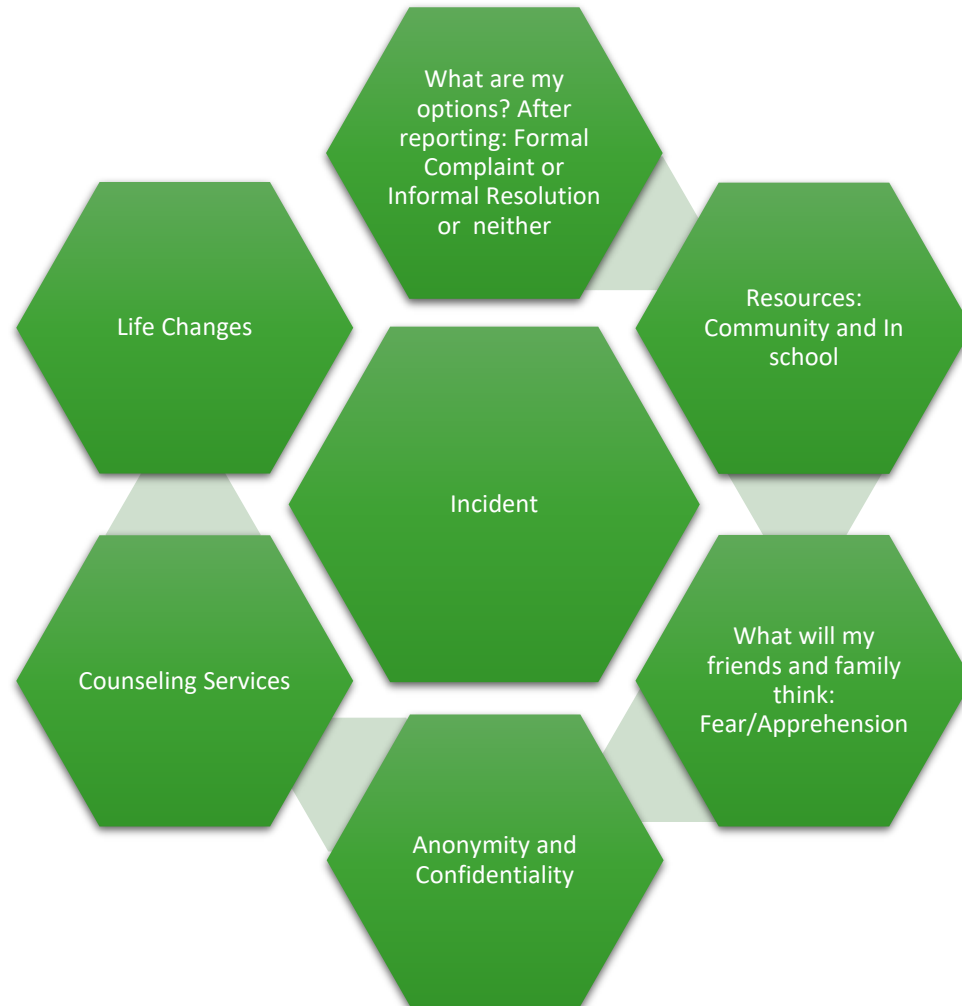 What are my
options? After
reporting: Formal
Complaint or
Informal Resolution
or neither
Resources:
Community and In
school
What will my
friends and family
think:
Fear/Apprehension
Anonymity and
Confidentiality
Counseling Services
Life Changes
Incident